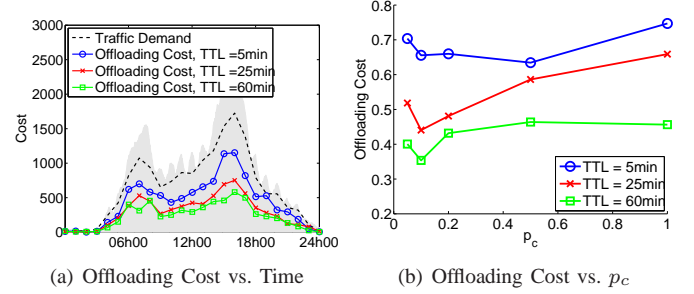 3000
2500
2000
1500
1000
500
0
Cost
Traffic Demand
Offloading Cost, TTL =5min
Offloading Cost, TTL =25min
Offloading Cost, TTL =60min
06h00 12h00 18h00 24h00
(a) Offloading Cost vs. Time
0.8
0.7
0.6
0.5
0.4
0.3
0.2
Offloading Cost
TTL = 5min
TTL = 25min
TTL = 60min
0 0.2 0.4 0.6 0.8 1
p_c
(b) Offloading Cost vs. p_c